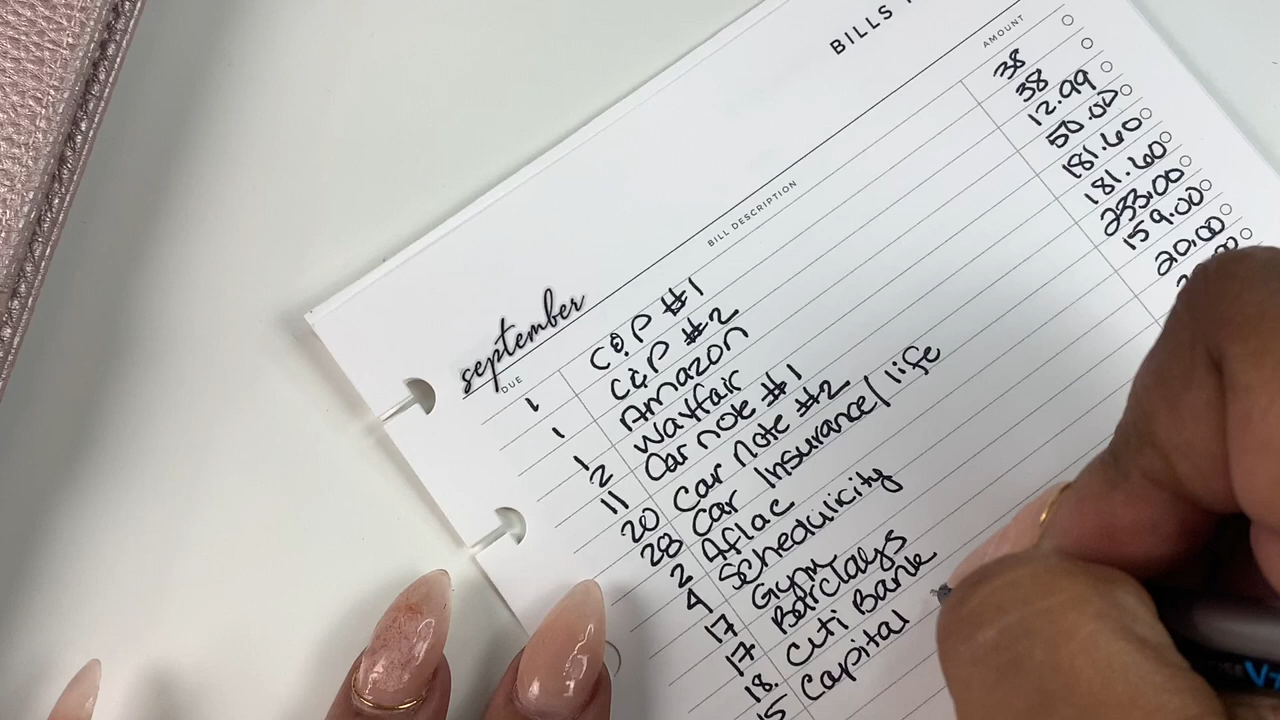 BILLS
september
DUE BILL DESCRIPTION AMOUNT
1 C&P #1 38
1 C&P #2 38
1 Amazon 12.99
2 Wayfair 50.00
11 Car note #1 181.60
20 Car note #2 181.60
28 Car Insurance/life 253.00
2 Aflac 159.00
4 Schedulicity 20.00
17 Gym
17 Barclays
18. Citi Bank
15 Capital